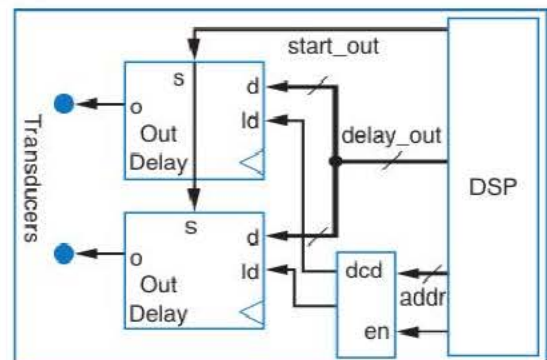 start_out
s
d
o
ld
Out
Delay
delay_out
DSP
Transducers
s
d
o
ld
Out
Delay
dcd
addr
en